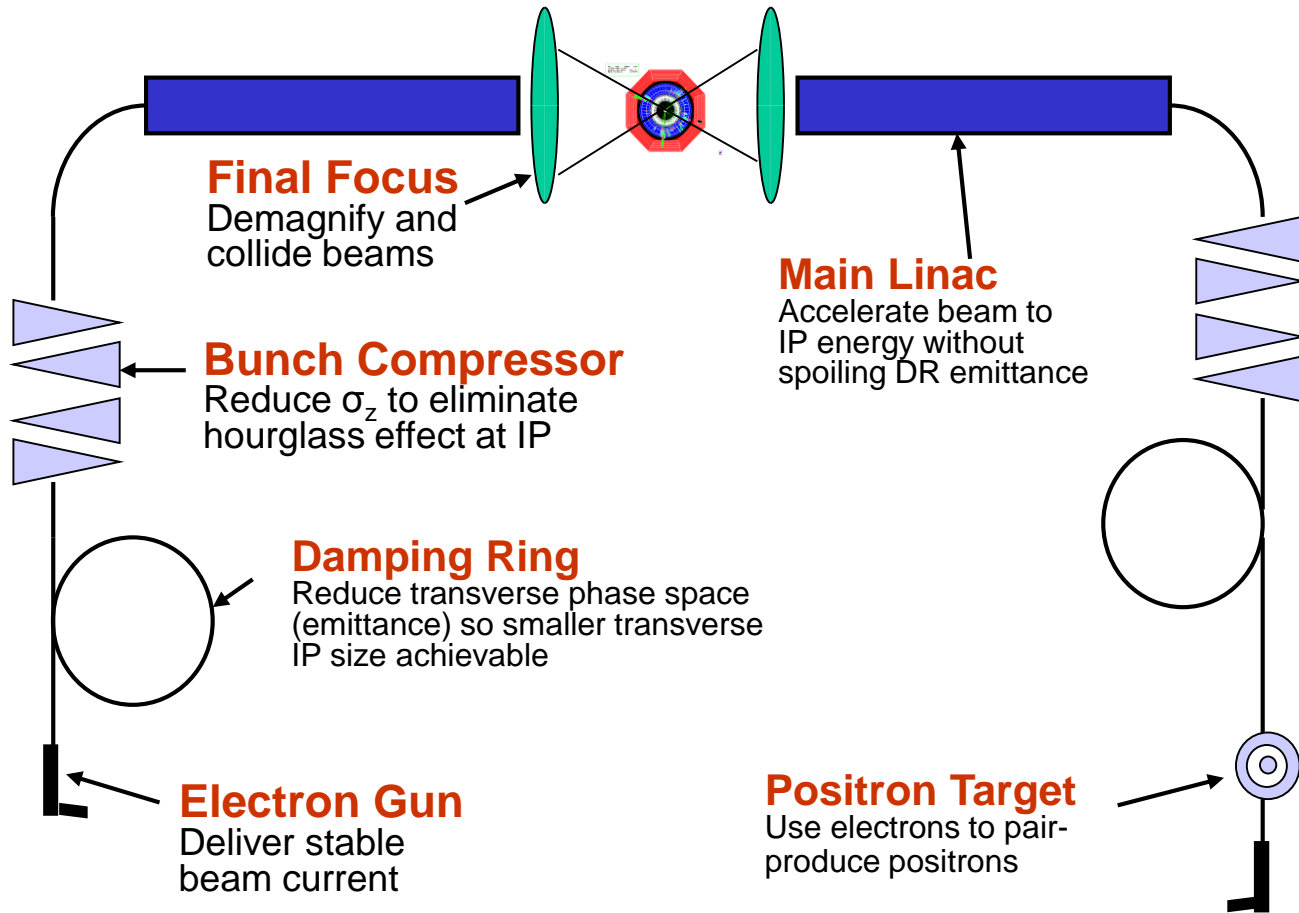 Final Focus
Demagnify and
collide beams
Main Linac
Accelerate beam to
IP energy without
spoiling DR emittance
Bunch Compressor
Reduce σz to eliminate
hourglass effect at IP
Damping Ring
Reduce transverse phase space
(emittance) so smaller transverse
IP size achievable
Electron Gun
Deliver stable
beam current
Positron Target
Use electrons to pair-
produce positrons